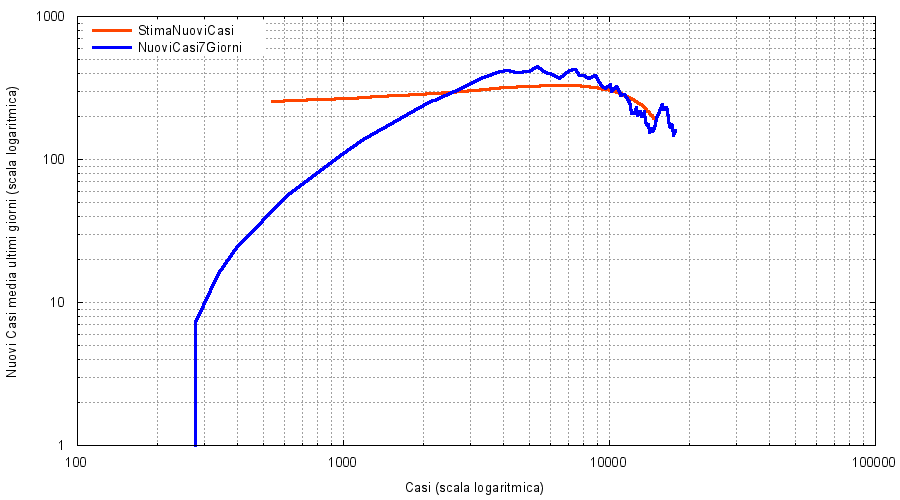 1000
StimaNuoviCasi
NuoviCasi7Giorni
100
10
1
100
1000
10000
100000
Nuovi Casi media ultimi giorni (scala logaritmica)
Casi (scala logaritmica)